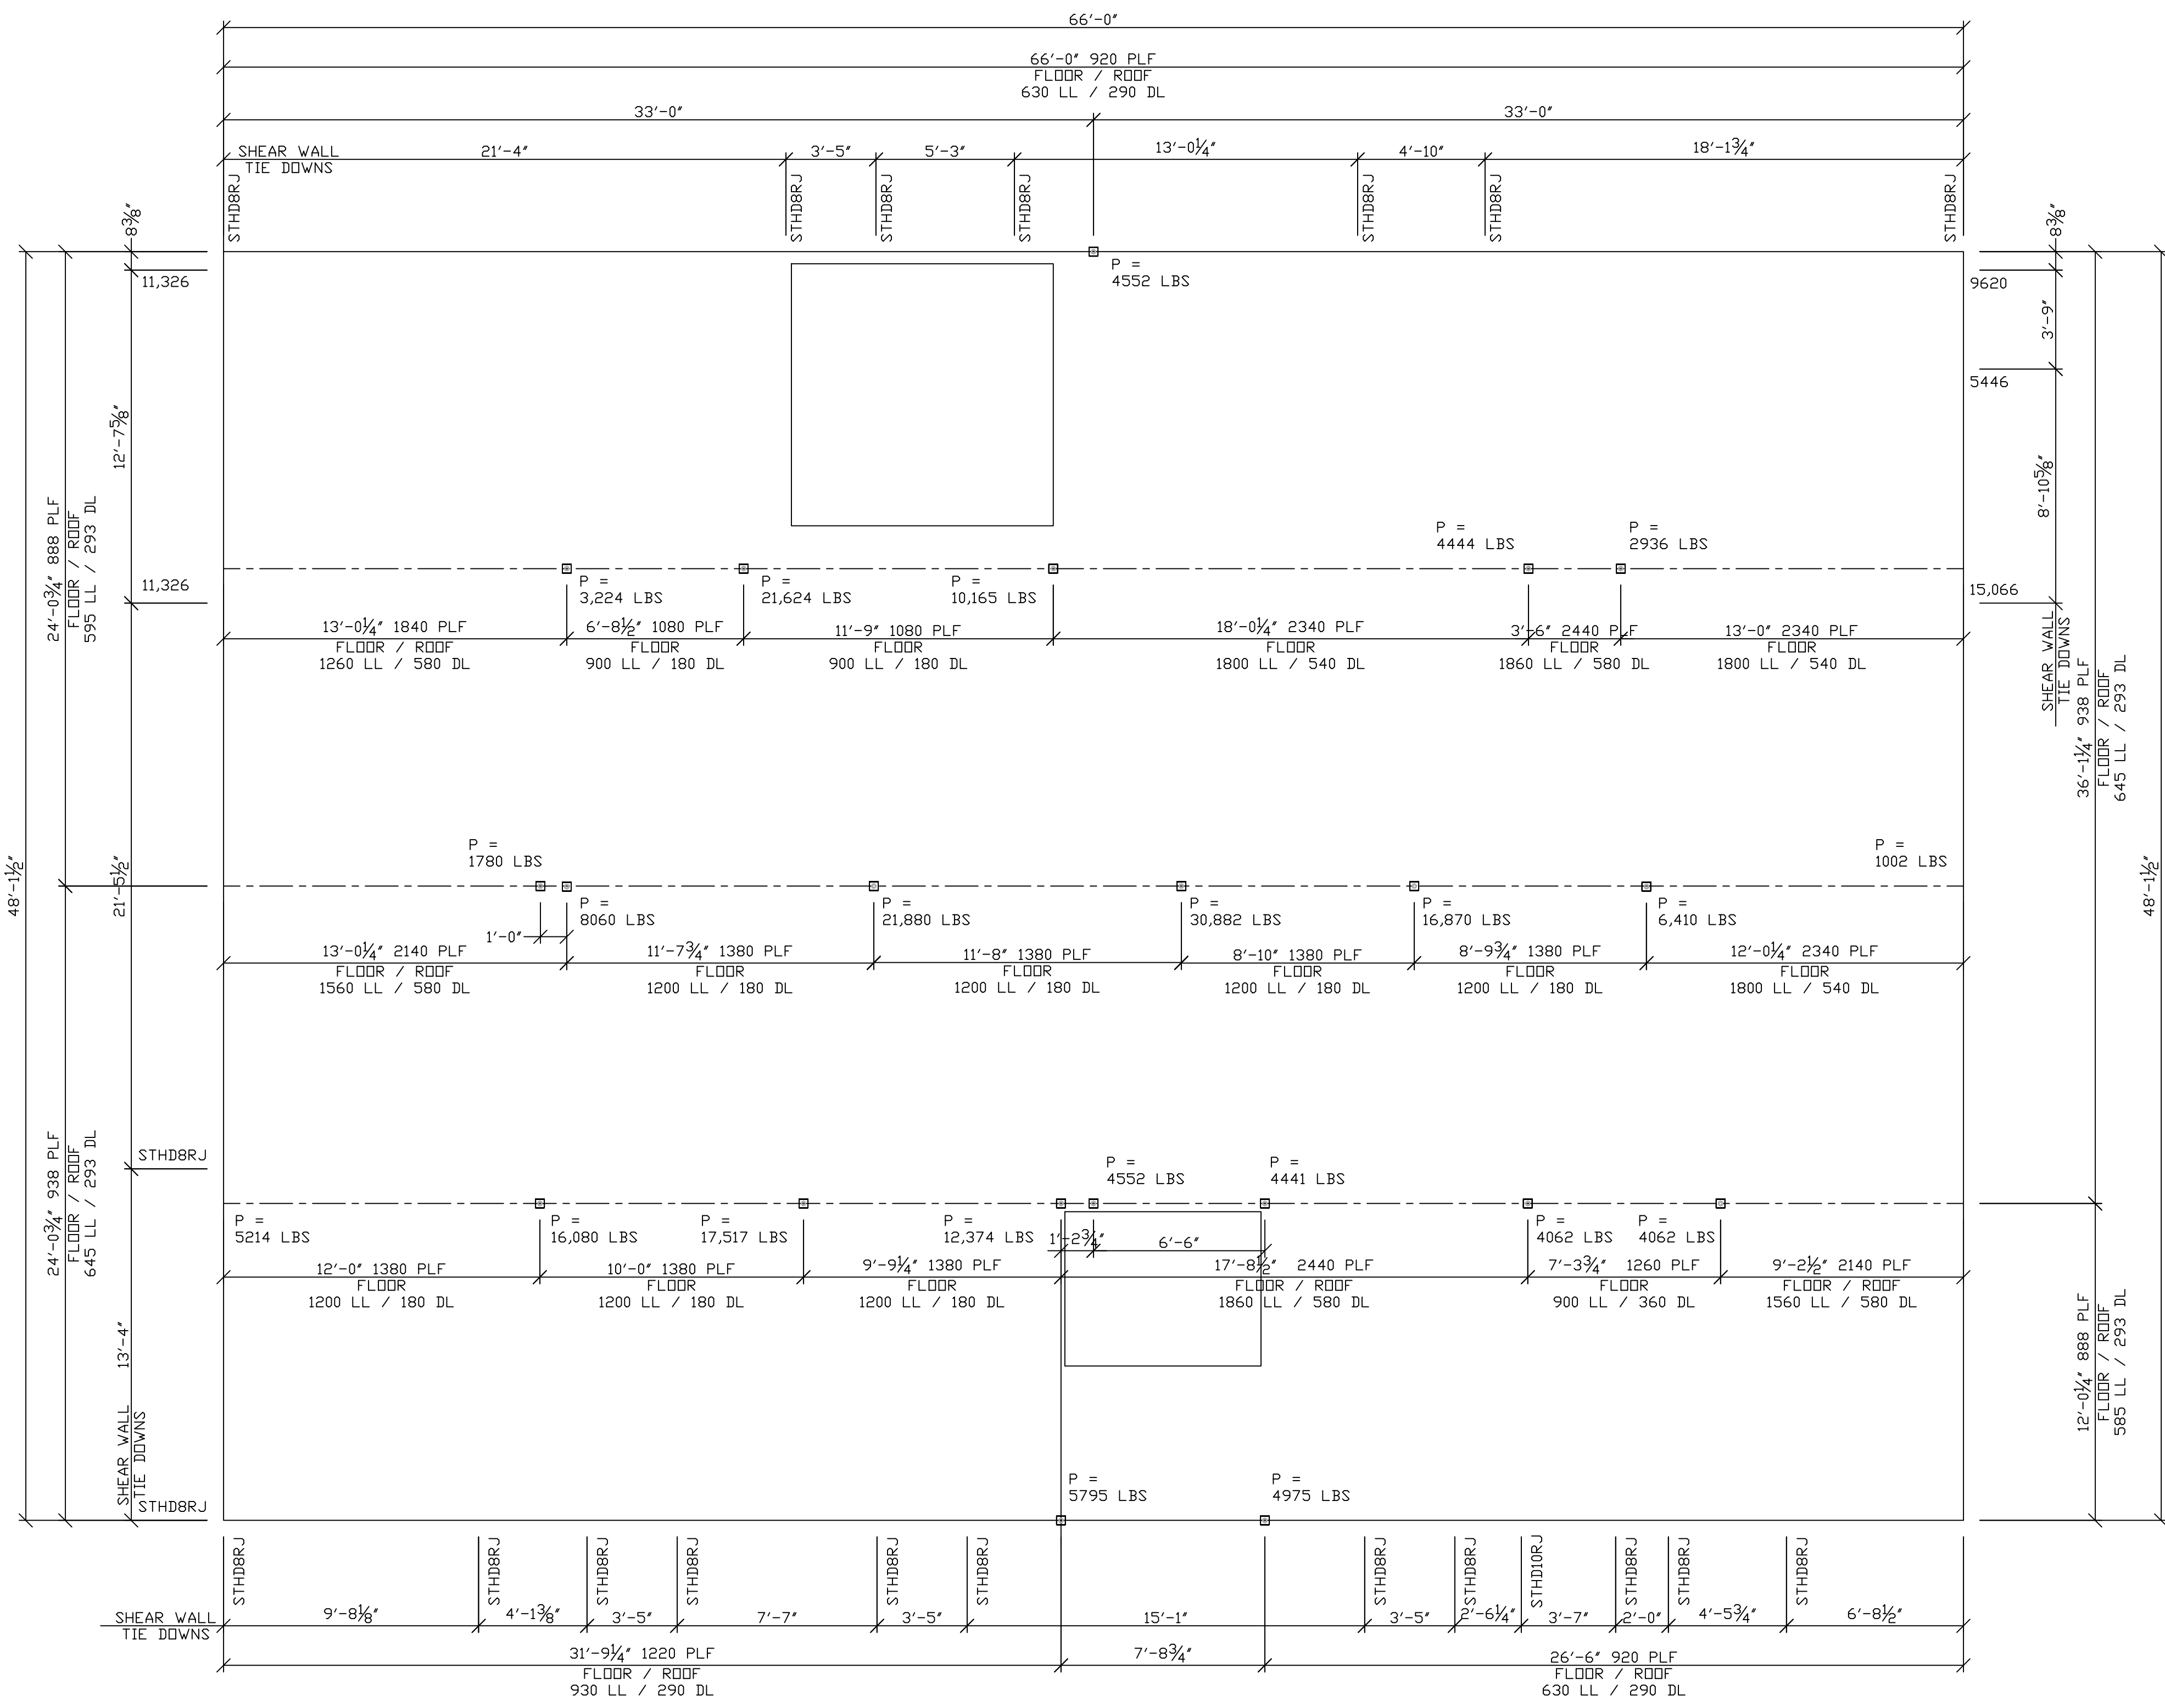 66'-0"
66'-0" 920 PLF
FLOOR / ROOF
630 LL / 290 DL
33'-0"
33'-0"
SHEAR WALL
TIE DOWNS
21'-4"
3'-5"
5'-3"
13'-0¼"
4'-10"
18'-1¾"
STHD8RJ
STHD8RJ
STHD8RJ
STHD8RJ
STHD8RJ
STHD8RJ
STHD8RJ
8⅜"
8⅜"
P =
4552 LBS
11,326
9620
3'-9"
5446
12'-7⅝"
8'-10⅝"
48'-1½"
24'-0¾" 888 PLF
FLOOR / ROOF
595 LL / 293 DL
11,326
15,066
P =
4444 LBS
P =
2936 LBS
P =
3,224 LBS
P =
21,624 LBS
P =
10,165 LBS
13'-0¼" 1840 PLF
FLOOR / ROOF
1260 LL / 580 DL
6'-8½" 1080 PLF
FLOOR
900 LL / 180 DL
11'-9" 1080 PLF
FLOOR
900 LL / 180 DL
18'-0¼" 2340 PLF
FLOOR
1800 LL / 540 DL
3'-6" 2440 PLF
FLOOR
1860 LL / 580 DL
13'-0" 2340 PLF
FLOOR
1800 LL / 540 DL
SHEAR WALL
TIE DOWNS
36'-1¼" 938 PLF
FLOOR / ROOF
645 LL / 293 DL
48'-1½"
21'-5½"
P =
1780 LBS
P =
1002 LBS
P =
8060 LBS
P =
21,880 LBS
P =
30,882 LBS
P =
16,870 LBS
P =
6,410 LBS
1'-0"
13'-0¼" 2140 PLF
FLOOR / ROOF
1560 LL / 580 DL
11'-7¾" 1380 PLF
FLOOR
1200 LL / 180 DL
11'-8" 1380 PLF
FLOOR
1200 LL / 180 DL
8'-10" 1380 PLF
FLOOR
1200 LL / 180 DL
8'-9¾" 1380 PLF
FLOOR
1200 LL / 180 DL
12'-0¼" 2340 PLF
FLOOR
1800 LL / 540 DL
24'-0¾" 938 PLF
FLOOR / ROOF
645 LL / 293 DL
STHD8RJ
P =
4552 LBS
P =
4441 LBS
P =
5214 LBS
P =
16,080 LBS
P =
17,517 LBS
P =
12,374 LBS
1'-2¾"
6'-6"
P =
4062 LBS
P =
4062 LBS
12'-0" 1380 PLF
FLOOR
1200 LL / 180 DL
10'-0" 1380 PLF
FLOOR
1200 LL / 180 DL
9'-9¼" 1380 PLF
FLOOR
1200 LL / 180 DL
17'-8½" 2440 PLF
FLOOR / ROOF
1860 LL / 580 DL
7'-3¾" 1260 PLF
FLOOR
900 LL / 360 DL
9'-2½" 2140 PLF
FLOOR / ROOF
1560 LL / 580 DL
13'-4"
SHEAR WALL
TIE DOWNS
12'-0¼" 888 PLF
FLOOR / ROOF
585 LL / 293 DL
STHD8RJ
P =
5795 LBS
P =
4975 LBS
STHD8RJ
STHD8RJ
STHD8RJ
STHD8RJ
STHD8RJ
STHD8RJ
STHD8RJ
STHD8RJ
STHD10RJ
STHD8RJ
STHD8RJ
STHD8RJ
SHEAR WALL
TIE DOWNS
9'-8⅛"
4'-1⅜"
3'-5"
7'-7"
3'-5"
15'-1"
3'-5"
2'-6¼"
3'-7"
2'-0"
4'-5¾"
6'-8½"
31'-9¼" 1220 PLF
FLOOR / ROOF
930 LL / 290 DL
7'-8¾"
26'-6" 920 PLF
FLOOR / ROOF
630 LL / 290 DL